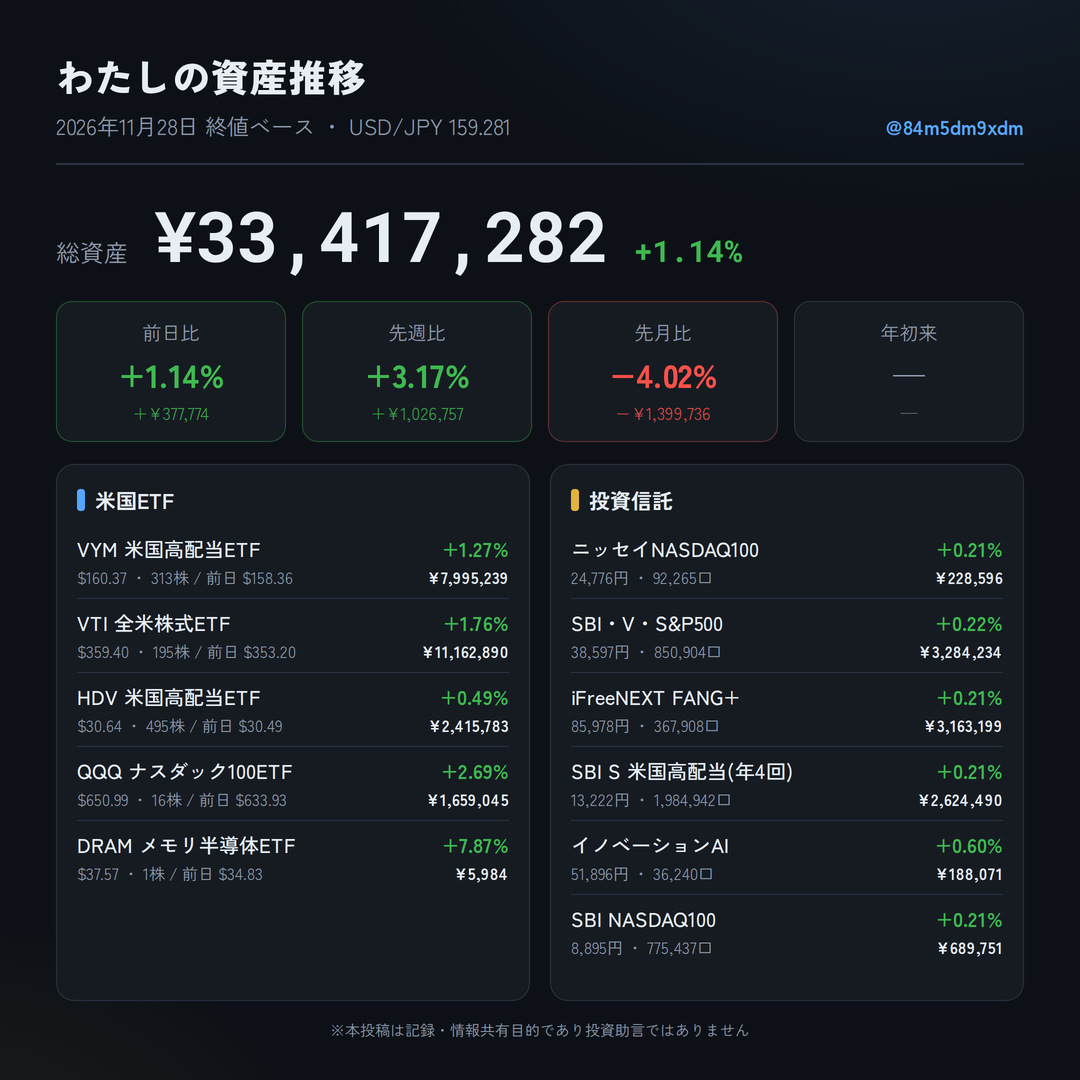 わたしの資産推移
2026年11月28日 終値ベース ・ USD/JPY 159.281
@84m5dm9xdm
総資産 ¥33,417,282 +1.14%
前日比
+1.14%
+¥377,774
先週比
+3.17%
+¥1,026,757
先月比
−4.02%
−¥1,399,736
年初来
—
—
米国ETF
VYM 米国高配当ETF +1.27%
$160.37 ・ 313株 / 前日 $158.36 ¥7,995,239
VTI 全米株式ETF +1.76%
$359.40 ・ 195株 / 前日 $353.20 ¥11,162,890
HDV 米国高配当ETF +0.49%
$30.64 ・ 495株 / 前日 $30.49 ¥2,415,783
QQQ ナスダック100ETF +2.69%
$650.99 ・ 16株 / 前日 $633.93 ¥1,659,045
DRAM メモリ半導体ETF +7.87%
$37.57 ・ 1株 / 前日 $34.83 ¥5,984
投資信託
ニッセイNASDAQ100 +0.21%
24,776円 ・ 92,265口 ¥228,596
SBI・V・S&P500 +0.22%
38,597円 ・ 850,904口 ¥3,284,234
iFreeNEXT FANG+ +0.21%
85,978円 ・ 367,908口 ¥3,163,199
SBI S 米国高配当(年4回) +0.21%
13,222円 ・ 1,984,942口 ¥2,624,490
イノベーションAI +0.60%
51,896円 ・ 36,240口 ¥188,071
SBI NASDAQ100 +0.21%
8,895円 ・ 775,437口 ¥689,751
※本投稿は記録・情報共有目的であり投資助言ではありません